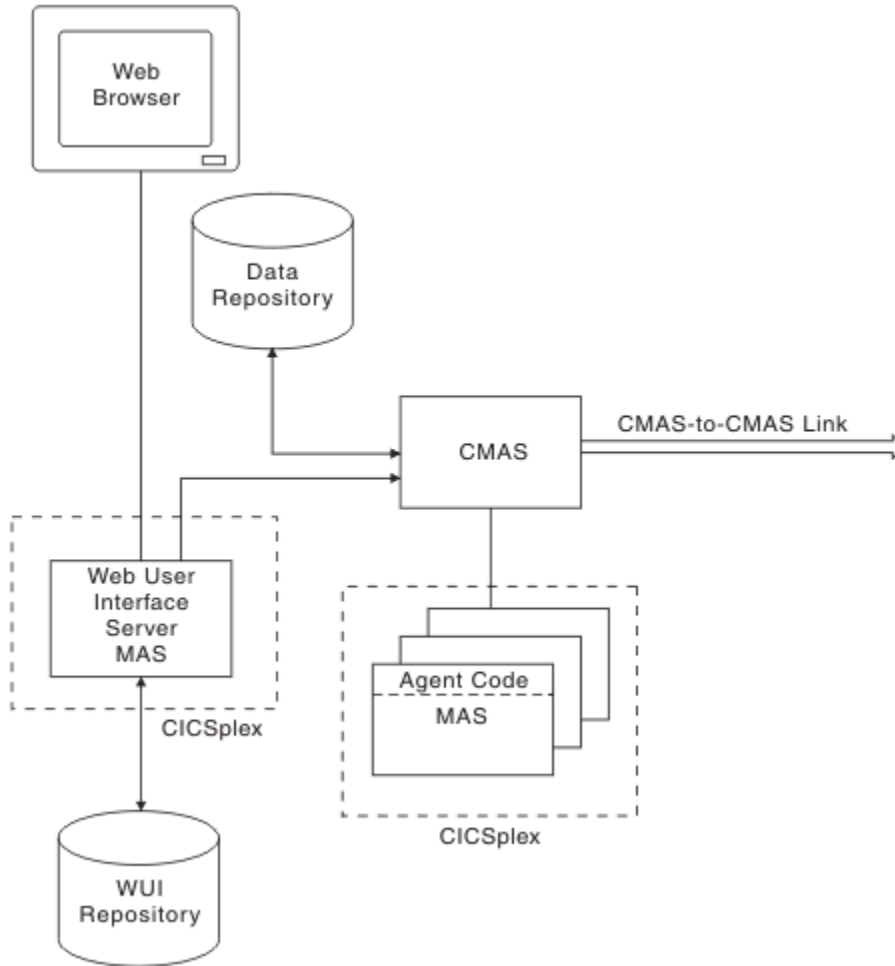 Web
Browser
Data
Repository
CMAS
CMAS-to-CMAS Link
Web User
Interface
Server
MAS
CICSplex
Agent Code
MAS
CICSplex
WUI
Repository